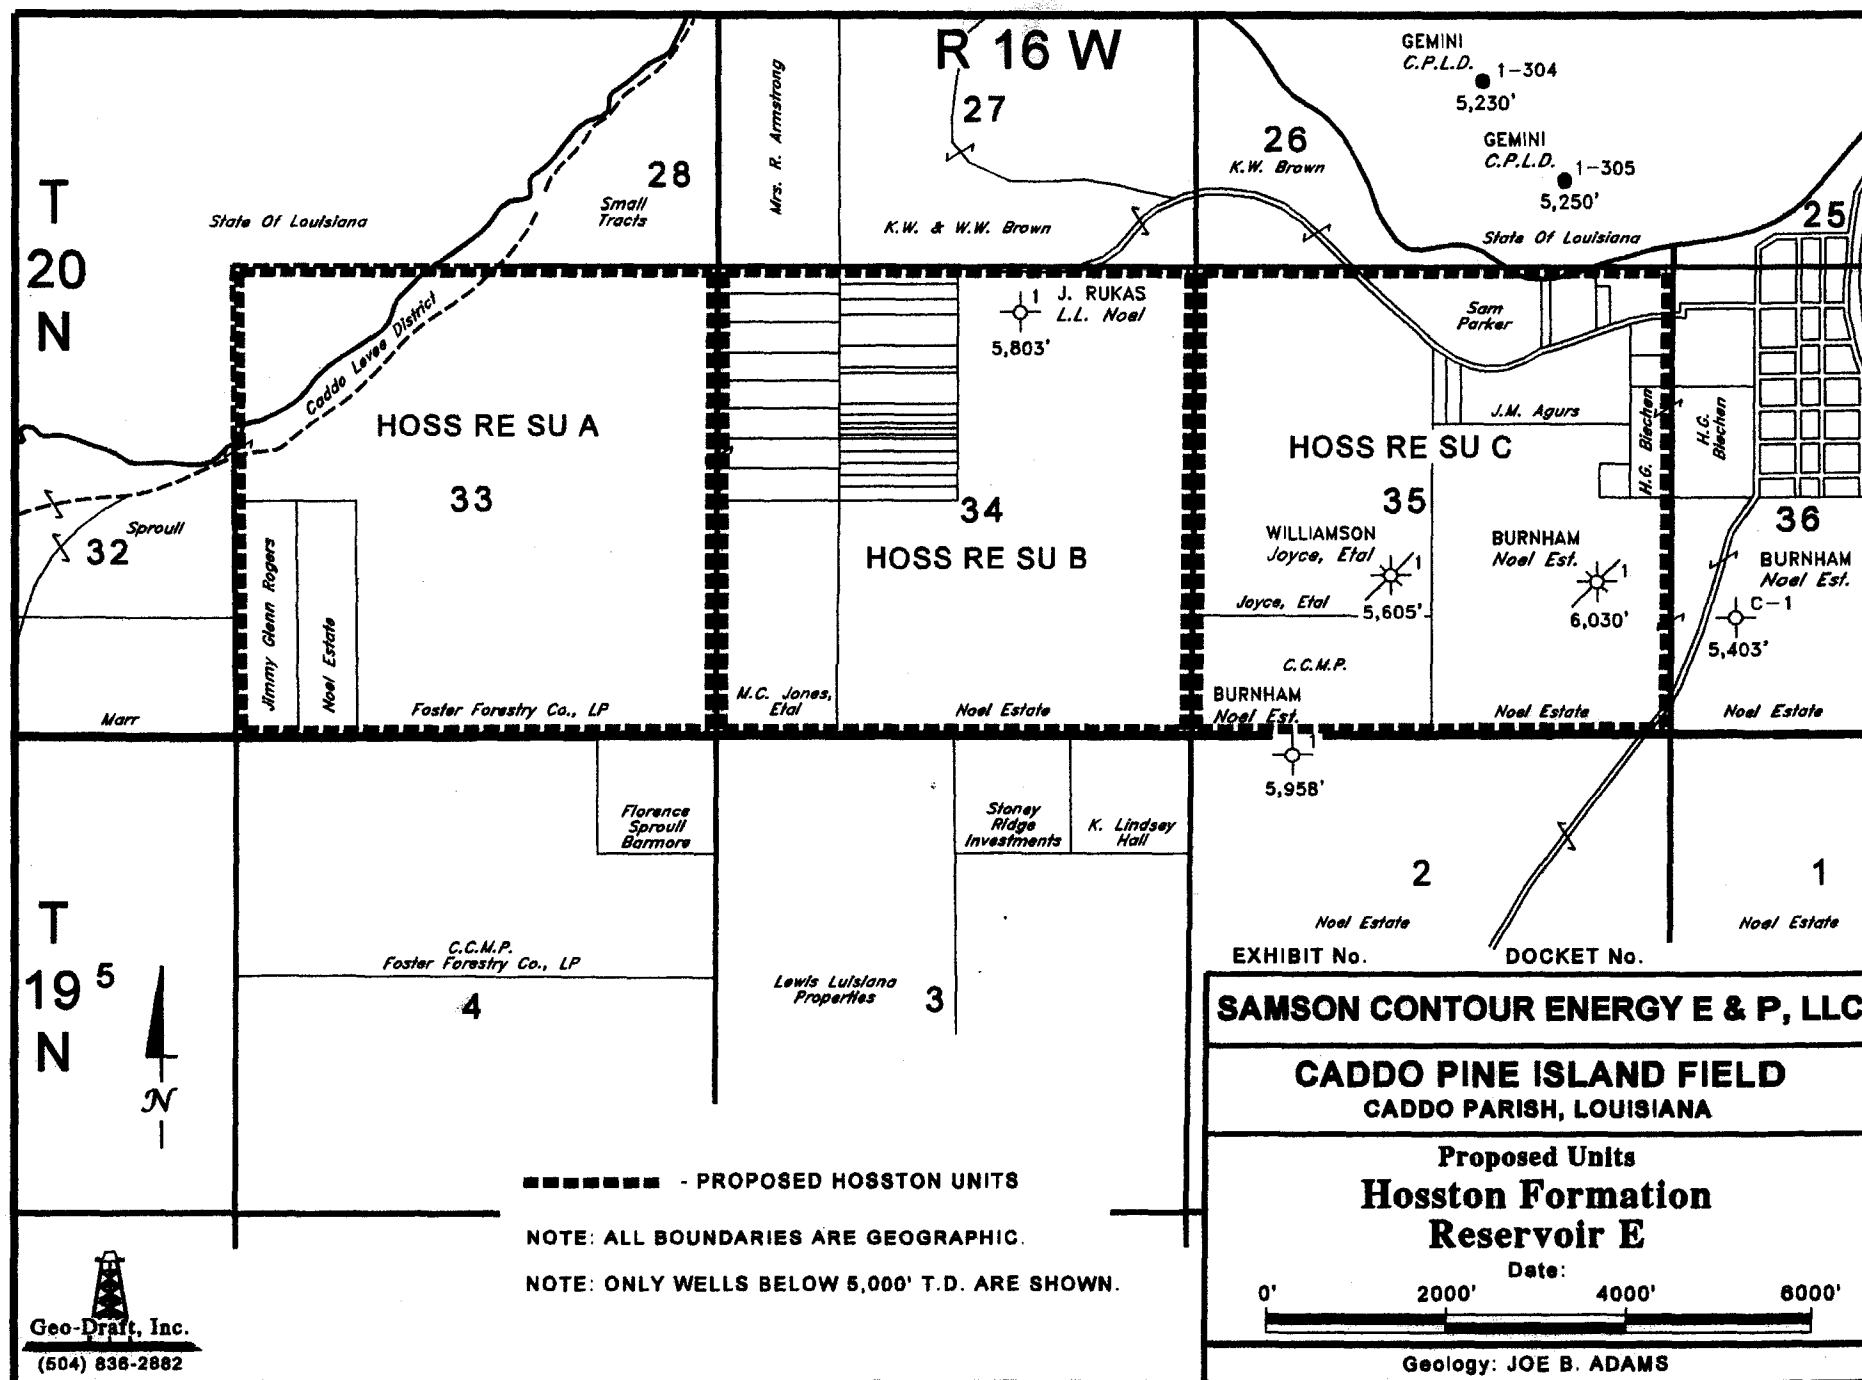 R 16 W
T
20
N
27
28
26
25
Mrs. R. Armstrong
Small
Tracts
State Of Louisiana
K.W. & W.W. Brown
K.W. Brown
GEMINI
C.P.L.D.
1-304
5,230'
GEMINI
C.P.L.D.
1-305
5,250'
State Of Louisiana
Caddo Levee District
HOSS RE SU A
33
1 J. RUKAS
L.L. Noel
5,803'
34
HOSS RE SU B
Sam
Parker
J.M. Agurs
HOSS RE SU C
35
H.G. Biechen
H.G.
Biechen
36
Sproull
32
Marr
Jimmy Glenn Rogers
Noel Estate
Foster Forestry Co., LP
M.C. Jones,
Etal
Noel Estate
WILLIAMSON
Joyce, Etal
1
5,605'
Joyce, Etal
C.C.M.P.
BURNHAM
Noel Est.
1
6,030'
BURNHAM
Noel Est.
C-1
5,403'
BURNHAM
Noel Est.
1
5,958'
Noel Estate
Noel Estate
Florence
Sproull
Barmore
Stoney
Ridge
Investments
K. Lindsey
Hall
2
Noel Estate
1
Noel Estate
T
19
N
5
N
C.C.M.P.
Foster Forestry Co., LP
4
Lewis Luisiana
Properties
3
EXHIBIT No.
DOCKET No.
SAMSON CONTOUR ENERGY E & P, LLC
CADDO PINE ISLAND FIELD
CADDO PARISH, LOUISIANA
Proposed Units
Hosston Formation
Reservoir E
Date:
0' 2000' 4000' 6000'
Geology: JOE B. ADAMS
- PROPOSED HOSSTON UNITS
NOTE: ALL BOUNDARIES ARE GEOGRAPHIC.
NOTE: ONLY WELLS BELOW 5,000' T.D. ARE SHOWN.
Geo-Draft, Inc.
(504) 836-2882